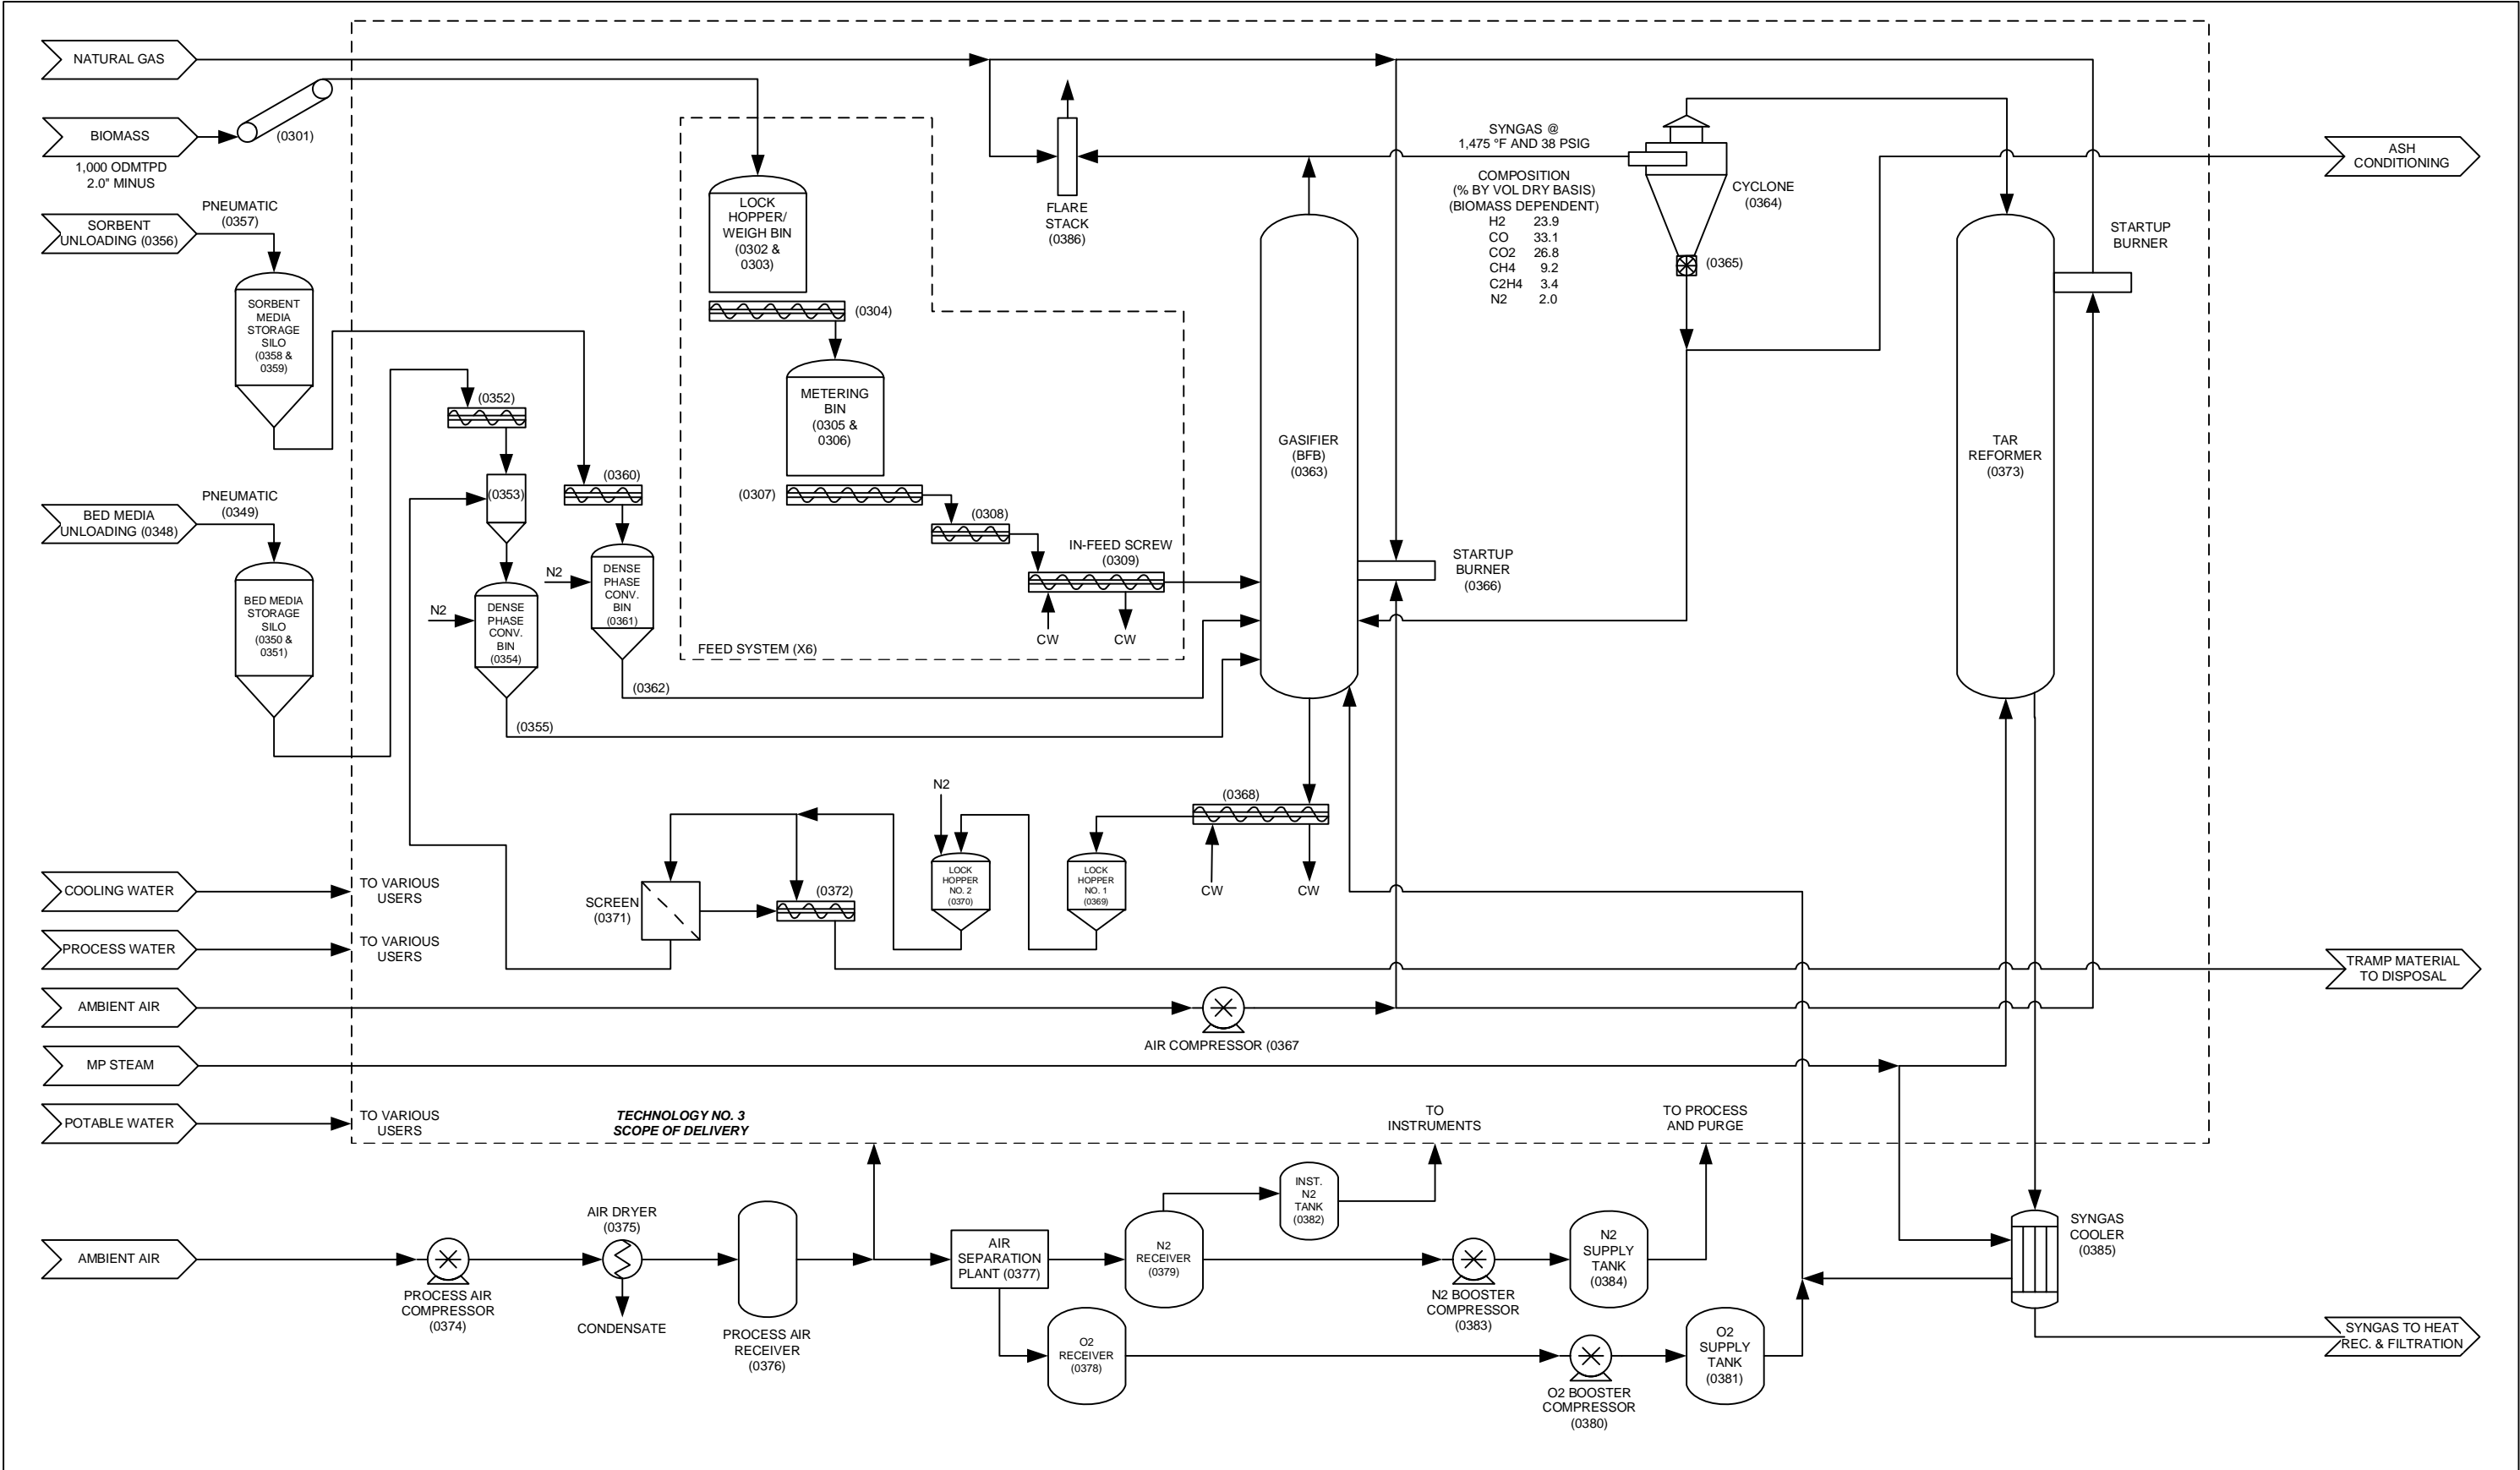 NATURAL GAS
BIOMASS
1,000 ODMTPD
2.0" MINUS
(0301)
SORBENT
UNLOADING (0356)
PNEUMATIC
(0357)
SORBENT
MEDIA
STORAGE
SILO
(0358 &
0359)
BED MEDIA
UNLOADING (0348)
PNEUMATIC
(0349)
BED MEDIA
STORAGE
SILO
(0350 &
0351)
(0352)
(0353)
N2
DENSE
PHASE
CONV.
BIN
(0354)
(0355)
(0360)
N2
DENSE
PHASE
CONV.
BIN
(0361)
(0362)
LOCK
HOPPER/
WEIGH BIN
(0302 &
0303)
(0304)
METERING
BIN
(0305 &
0306)
(0307)
(0308)
IN-FEED SCREW
(0309)
CW
CW
FEED SYSTEM (X6)
FLARE
STACK
(0386)
GASIFIER
(BFB)
(0363)
SYNGAS @
1,475 °F AND 38 PSIG
COMPOSITION
(% BY VOL DRY BASIS)
(BIOMASS DEPENDENT)
H2 23.9
CO 33.1
CO2 26.8
CH4 9.2
C2H4 3.4
N2 2.0
CYCLONE
(0364)
(0365)
STARTUP
BURNER
(0366)
TAR
REFORMER
(0373)
STARTUP
BURNER
ASH
CONDITIONING
(0368)
CW
CW
LOCK
HOPPER
NO. 1
(0369)
N2
LOCK
HOPPER
NO. 2
(0370)
SCREEN
(0371)
(0372)
COOLING WATER
TO VARIOUS
USERS
PROCESS WATER
TO VARIOUS
USERS
TRAMP MATERIAL
TO DISPOSAL
AMBIENT AIR
AIR COMPRESSOR (0367
MP STEAM
POTABLE WATER
TO VARIOUS
USERS
TECHNOLOGY NO. 3
SCOPE OF DELIVERY
TO
INSTRUMENTS
TO PROCESS
AND PURGE
AMBIENT AIR
PROCESS AIR
COMPRESSOR
(0374)
AIR DRYER
(0375)
CONDENSATE
PROCESS AIR
RECEIVER
(0376)
AIR
SEPARATION
PLANT (0377)
N2
RECEIVER
(0379)
INST.
N2
TANK
(0382)
N2 BOOSTER
COMPRESSOR
(0383)
N2
SUPPLY
TANK
(0384)
O2
RECEIVER
(0378)
O2 BOOSTER
COMPRESSOR
(0380)
O2
SUPPLY
TANK
(0381)
SYNGAS
COOLER
(0385)
SYNGAS TO HEAT
REC. & FILTRATION